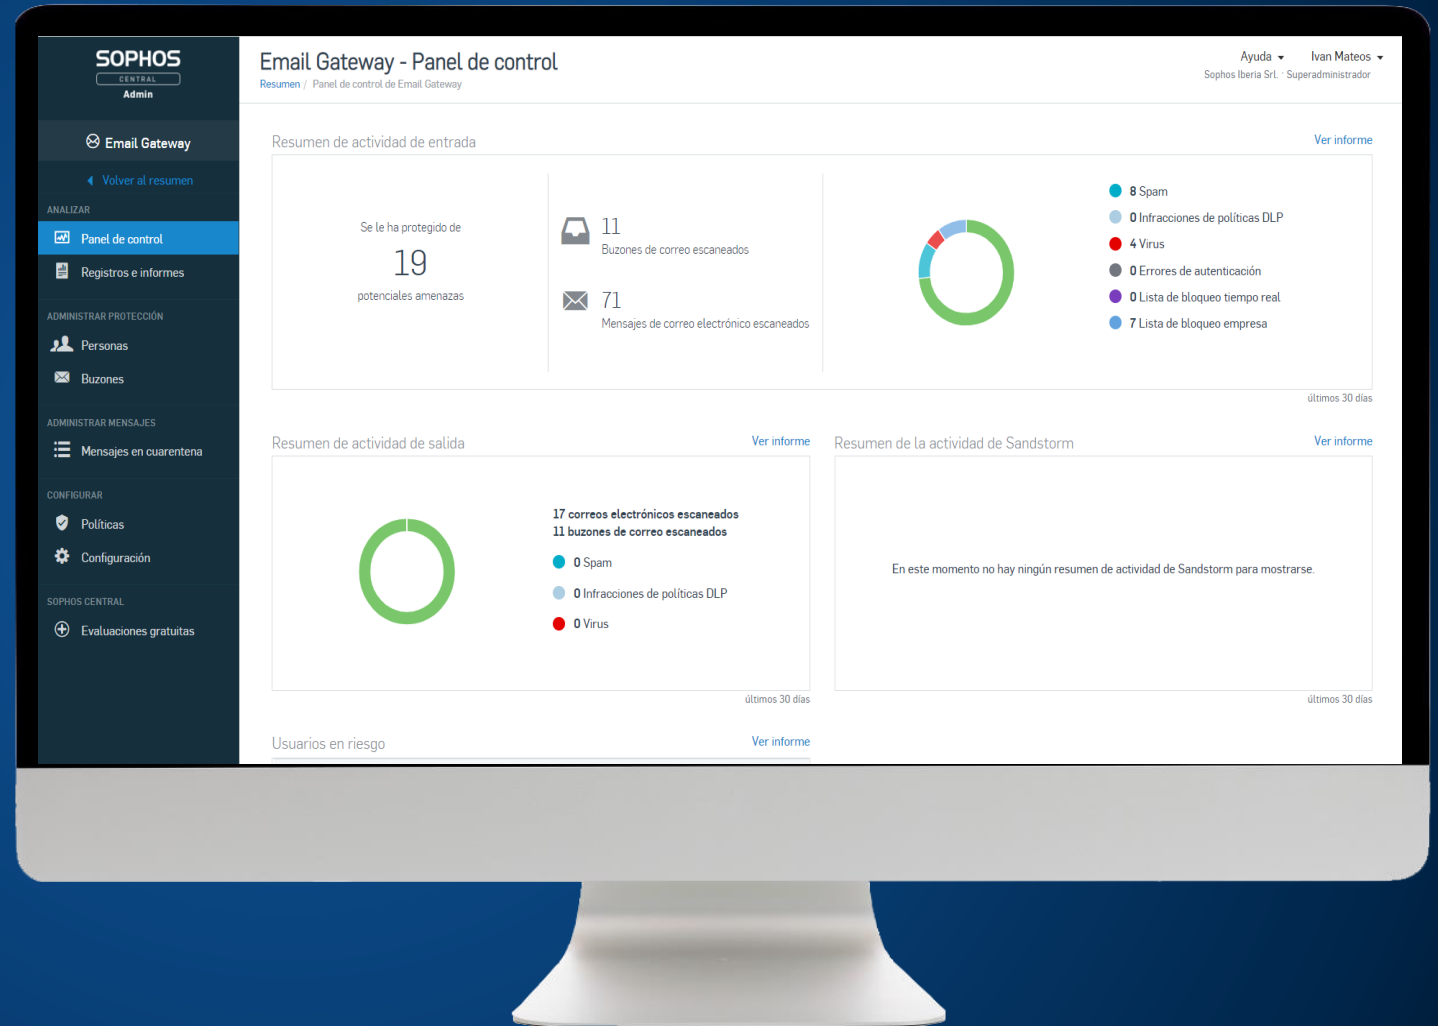 SOPHOS
CENTRAL
Admin
Email Gateway
Volver al resumen
ANALIZAR
Panel de control
Registros e informes
ADMINISTRAR PROTECCIÓN
Personas
Buzones
ADMINISTRAR MENSAJES
Mensajes en cuarentena
CONFIGURAR
Políticas
Configuración
SOPHOS CENTRAL
Evaluaciones gratuitas
Email Gateway - Panel de control
Resumen / Panel de control de Email Gateway
Ayuda
Ivan Mateos
Sophos Iberia Srl. · Superadministrador
Resumen de actividad de entrada
Ver informe
Se le ha protegido de
19
potenciales amenazas
11
Buzones de correo escaneados
71
Mensajes de correo electrónico escaneados
8 Spam
0 Infracciones de políticas DLP
4 Virus
0 Errores de autenticación
0 Lista de bloqueo tiempo real
7 Lista de bloqueo empresa
últimos 30 días
Resumen de actividad de salida
Ver informe
17 correos electrónicos escaneados
11 buzones de correo escaneados
0 Spam
0 Infracciones de políticas DLP
0 Virus
últimos 30 días
Resumen de la actividad de Sandstorm
Ver informe
En este momento no hay ningún resumen de actividad de Sandstorm para mostrarse.
últimos 30 días
Usuarios en riesgo
Ver informe